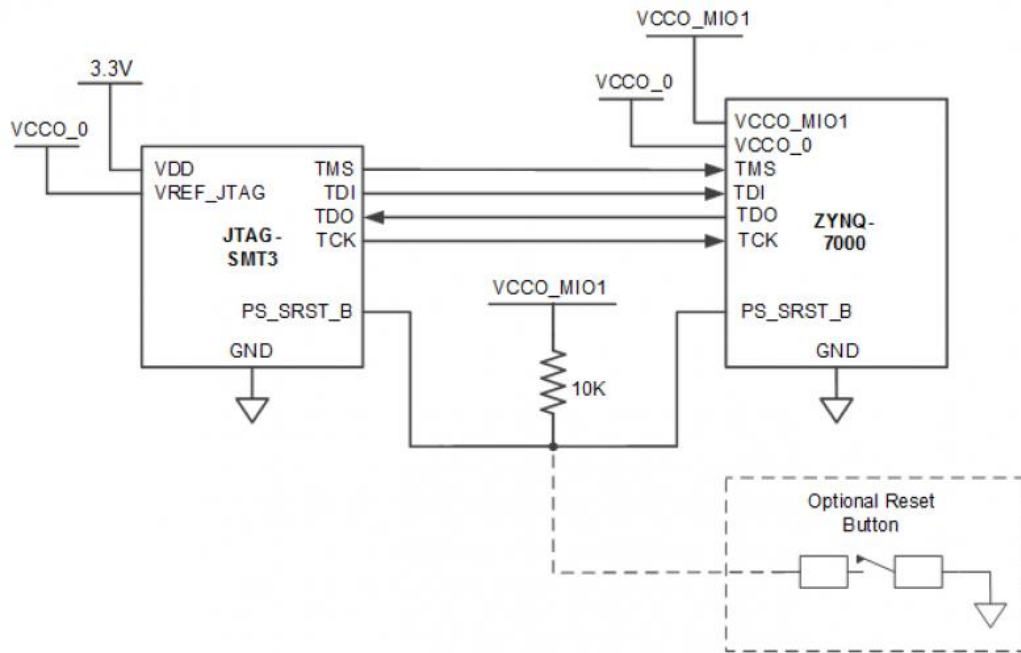 VCCO_MIO1
3.3V
VCCO_0
VCCO_0
VDD
VREF_JTAG
TMS
TDI
TDO
TCK
JTAG-
SMT3
PS_SRST_B
GND
VCCO_MIO1
VCCO_0
TMS
TDI
TDO
TCK
ZYNQ-
7000
PS_SRST_B
GND
VCCO_MIO1
10K
Optional Reset
Button